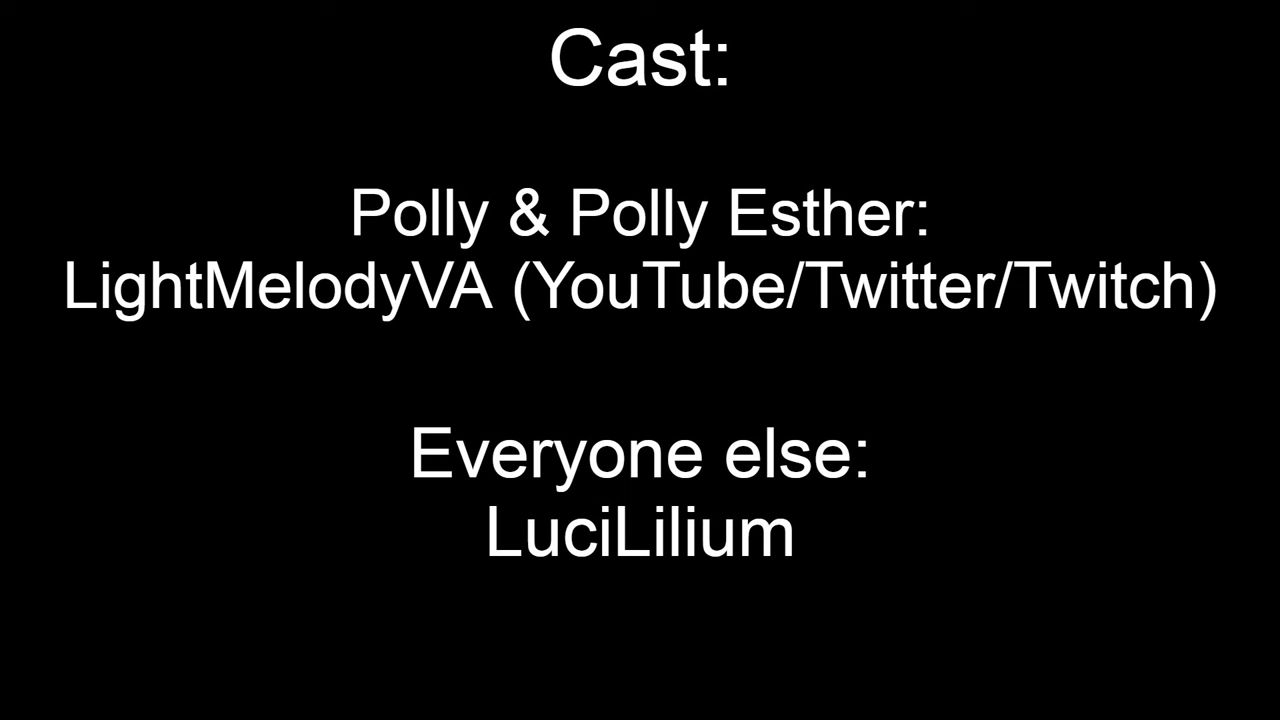 Cast:
Polly & Polly Esther:
LightMelodyVA (YouTube/Twitter/Twitch)
Everyone else:
LuciLilium